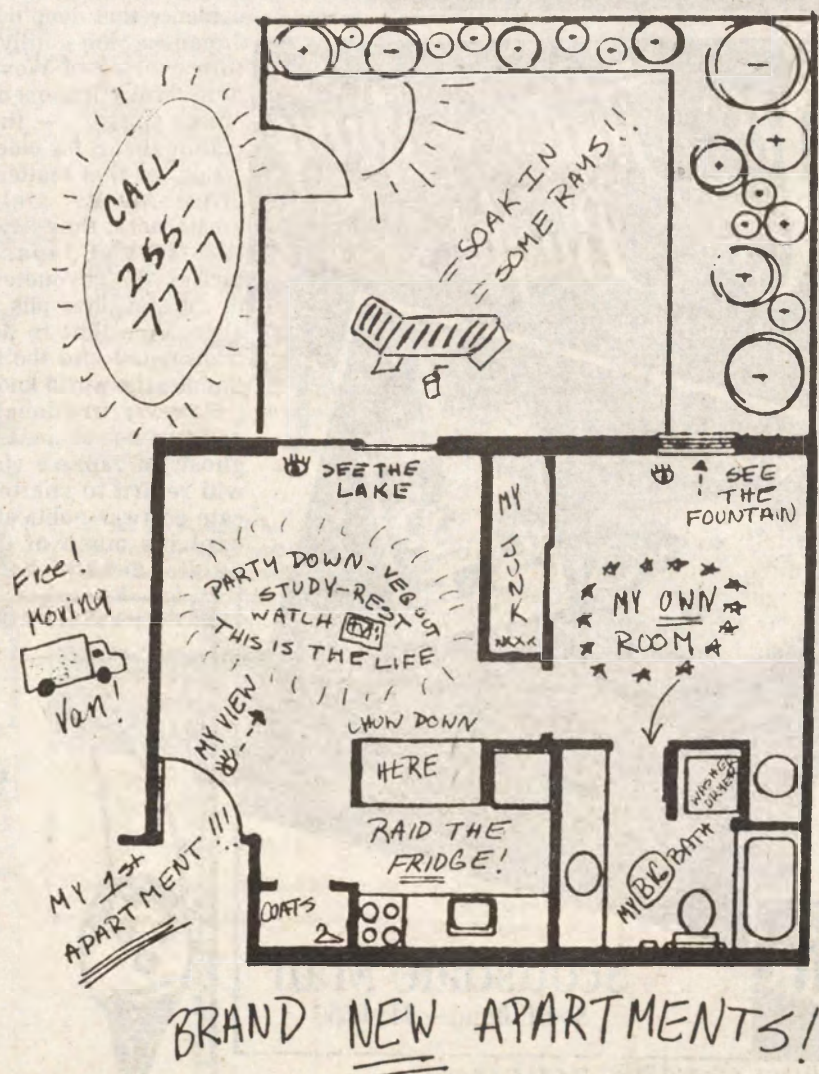 CALL
255-
7777
SOAK IN
SOME RAYS!!
SEE THE
LAKE
MY
JUNK
XXXX
SEE
THE
FOUNTAIN
PARTY DOWN - VEG OUT
STUDY - REST
WATCH
THIS IS THE LIFE
MY OWN
ROOM
Free!
Moving
Van!
MY VIEW
CHOW DOWN
HERE
WASHER
DRYER
RAID THE
FRIDGE!
MY BIG BATH
MY 1st
APARTMENT!!!
COATS
BRAND NEW APARTMENTS!